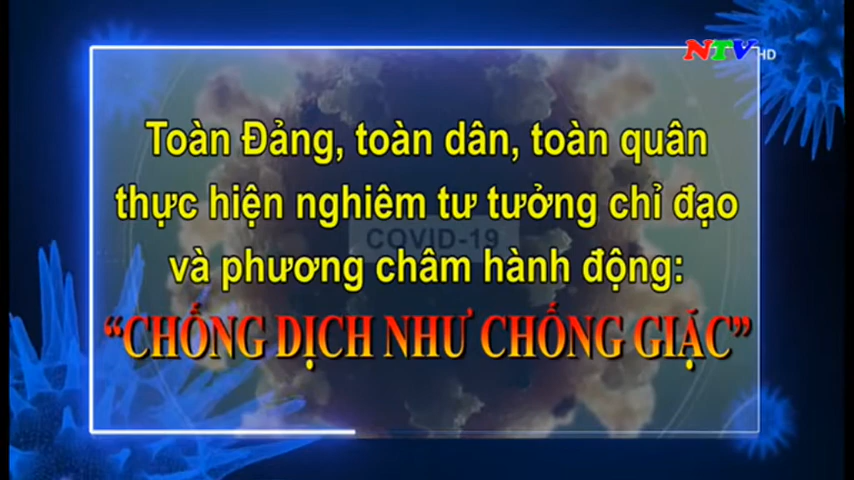 NTV HD
Toàn Đảng, toàn dân, toàn quân
thực hiện nghiêm tư tưởng chỉ đạo
COVID-19
và phương châm hành động:
“CHỐNG DỊCH NHƯ CHỐNG GIẶC”